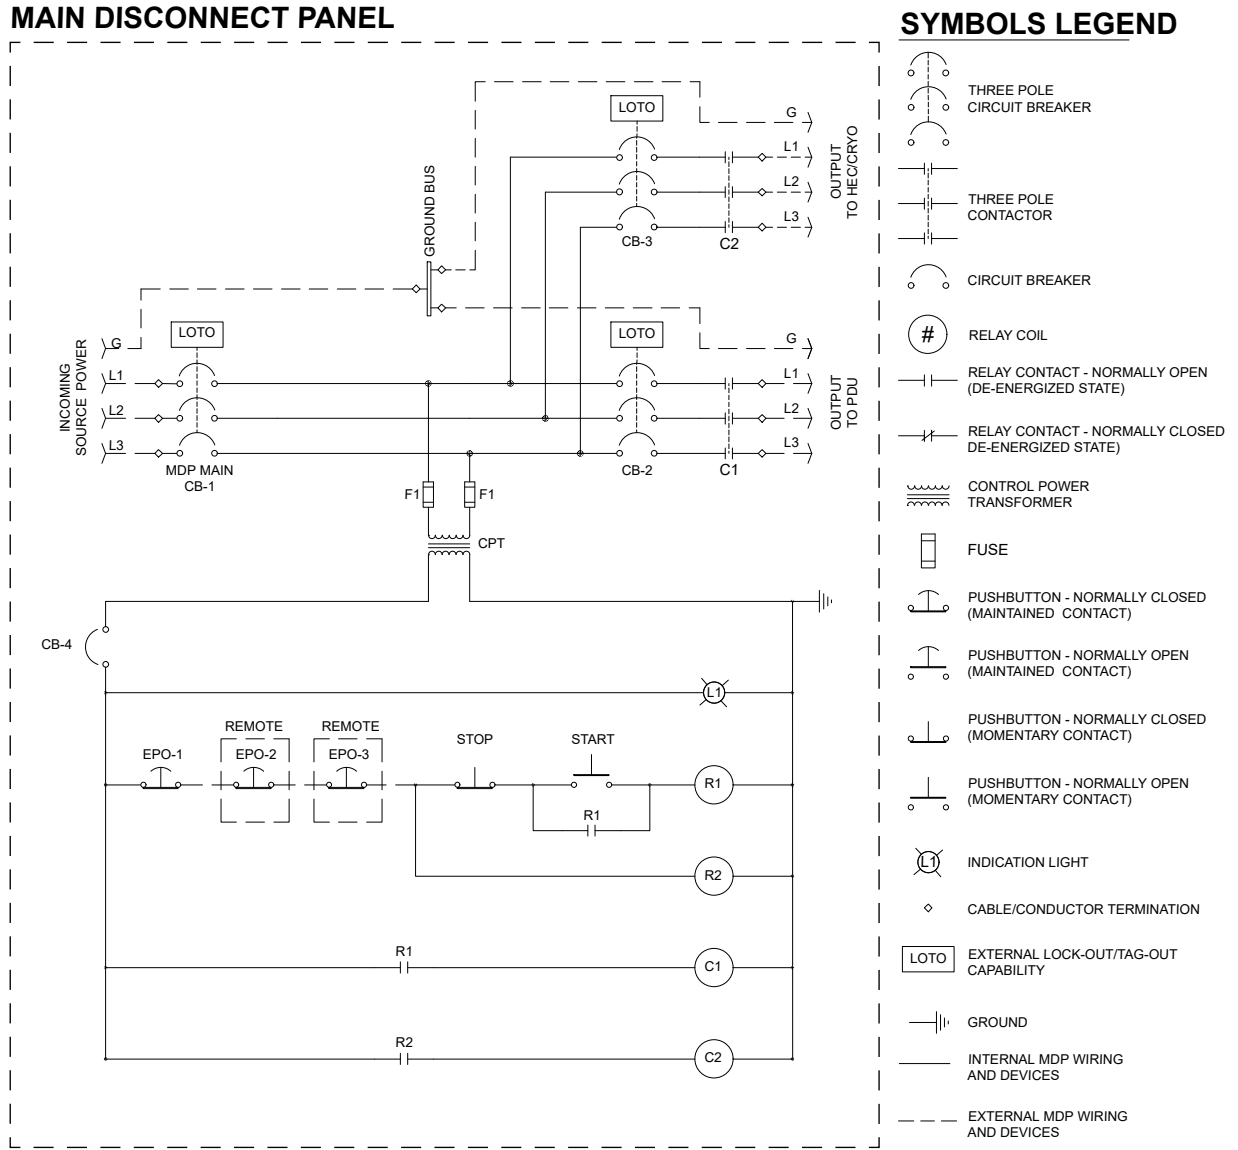 MAIN DISCONNECT PANEL
LOTO
CB-3
C2
G
L1
L2
L3
OUTPUT
TO HEC/CRYO
GROUND BUS
INCOMING
SOURCE POWER
G
L1
L2
L3
LOTO
MDP MAIN
CB-1
LOTO
CB-2
C1
G
L1
L2
L3
OUTPUT
TO PDU
F1
F1
CPT
CB-4
L1
EPO-1
REMOTE
EPO-2
REMOTE
EPO-3
STOP
START
R1
R1
R2
R1
C1
R2
C2
SYMBOLS LEGEND
THREE POLE
CIRCUIT BREAKER
THREE POLE
CONTACTOR
CIRCUIT BREAKER
#
RELAY COIL
RELAY CONTACT - NORMALLY OPEN
(DE-ENERGIZED STATE)
RELAY CONTACT - NORMALLY CLOSED
DE-ENERGIZED STATE)
CONTROL POWER
TRANSFORMER
FUSE
PUSHBUTTON - NORMALLY CLOSED
(MAINTAINED CONTACT)
PUSHBUTTON - NORMALLY OPEN
(MAINTAINED CONTACT)
PUSHBUTTON - NORMALLY CLOSED
(MOMENTARY CONTACT)
PUSHBUTTON - NORMALLY OPEN
(MOMENTARY CONTACT)
L1
INDICATION LIGHT
CABLE/CONDUCTOR TERMINATION
LOTO
EXTERNAL LOCK-OUT/TAG-OUT
CAPABILITY
GROUND
INTERNAL MDP WIRING
AND DEVICES
EXTERNAL MDP WIRING
AND DEVICES